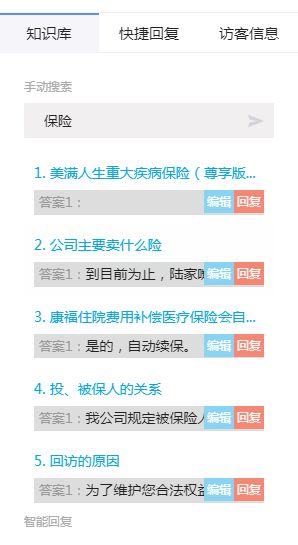 知识库 快捷回复 访客信息
手动搜索
保险
1. 美满人生重大疾病保险（尊享版...
答案1： 编辑 回复
2. 公司主要卖什么险
答案1：到目前为止，陆家 编辑 回复
3. 康福住院费用补偿医疗保险会自...
答案1：是的，自动续保。 编辑 回复
4. 投、被保人的关系
答案1：我公司规定被保险人 编辑 回复
5. 回访的原因
答案1：为了维护您合法权益 编辑 回复
智能回复